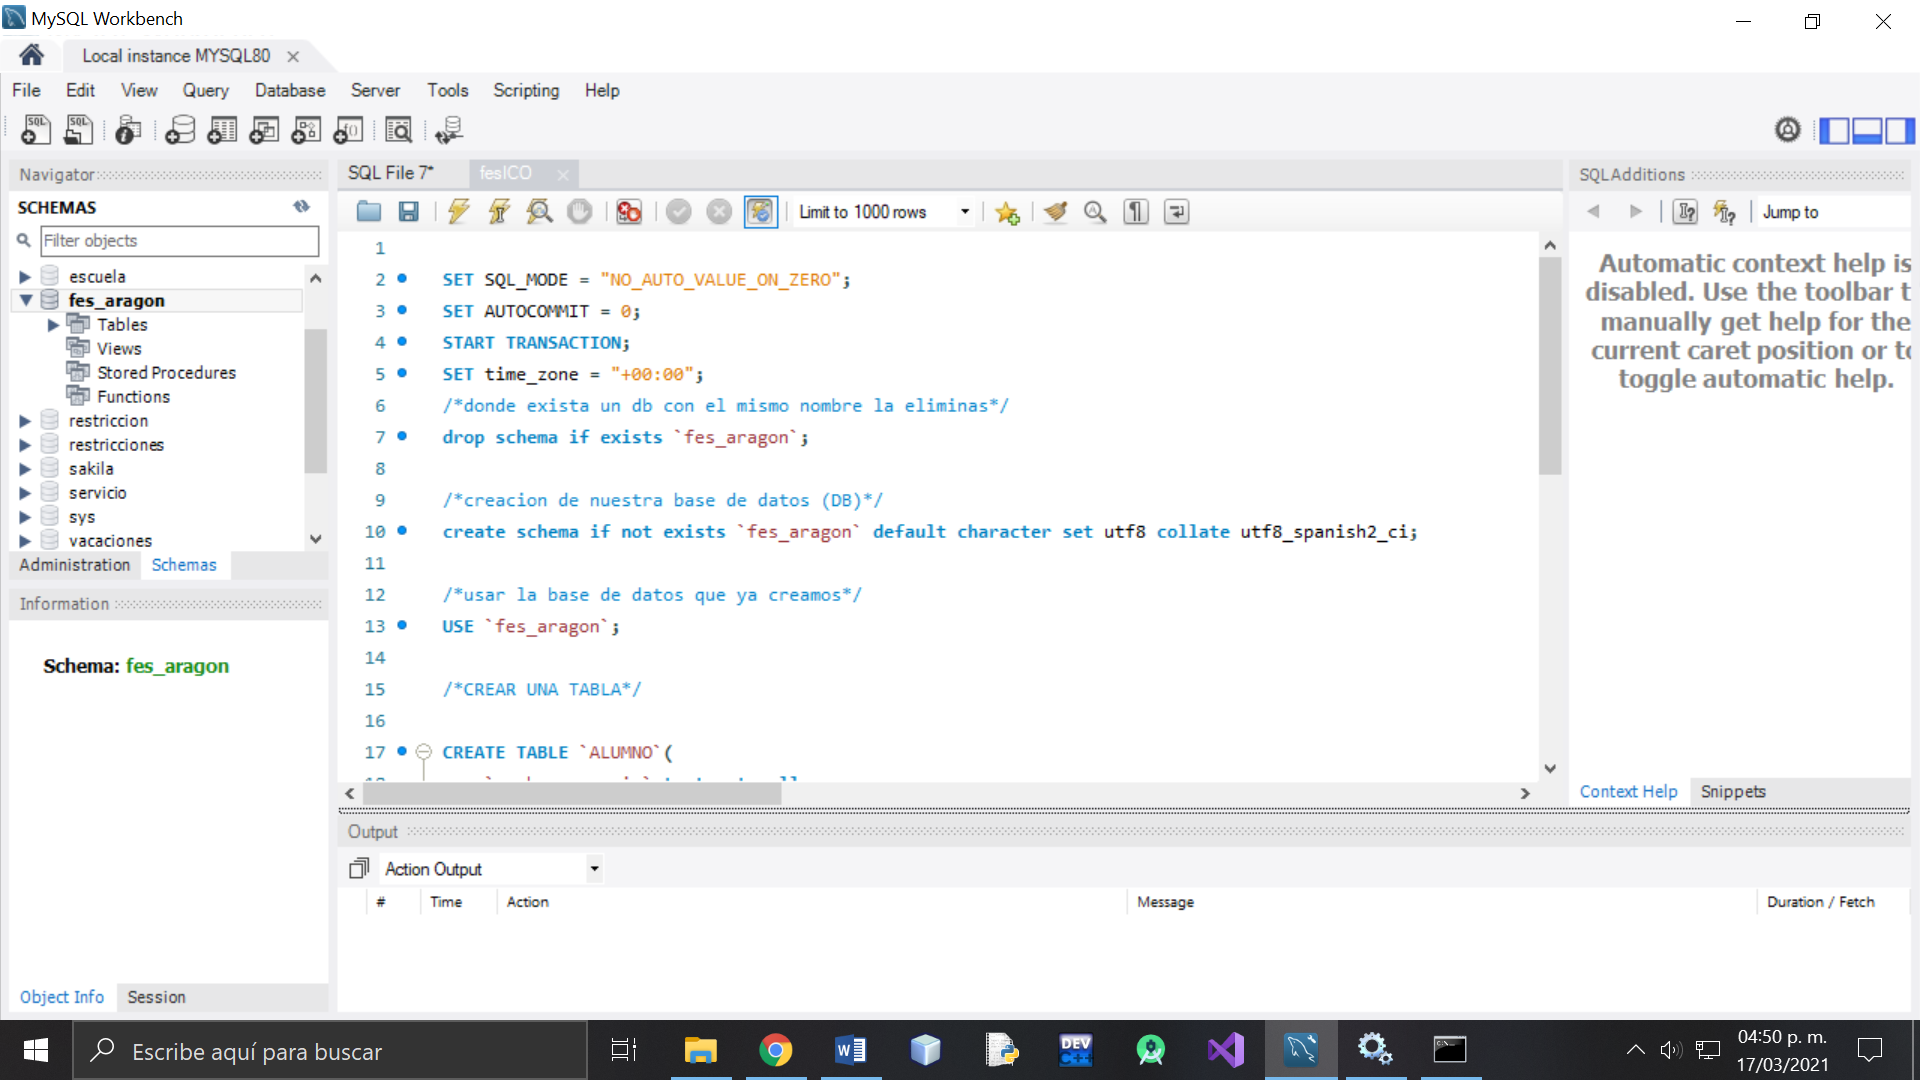 MySQL Workbench
Local instance MYSQL80
File Edit View Query Database Server Tools Scripting Help
Navigator
SCHEMAS
Filter objects
escuela
fes_aragon
Tables
Views
Stored Procedures
Functions
restriccion
restricciones
sakila
servicio
sys
vacaciones
Administration Schemas
Information
Schema: fes_aragon
Object Info Session
SQL File 7* fesICO
Limit to 1000 rows
1
2 SET SQL_MODE = "NO_AUTO_VALUE_ON_ZERO";
3 SET AUTOCOMMIT = 0;
4 START TRANSACTION;
5 SET time_zone = "+00:00";
6 /*donde exista un db con el mismo nombre la eliminas*/
7 drop schema if exists `fes_aragon`;
8
9 /*creacion de nuestra base de datos (DB)*/
10 create schema if not exists `fes_aragon` default character set utf8 collate utf8_spanish2_ci;
11
12 /*usar la base de datos que ya creamos*/
13 USE `fes_aragon`;
14
15 /*CREAR UNA TABLA*/
16
17 CREATE TABLE `ALUMNO`(
SQLAdditions
Jump to
Automatic context help is
disabled. Use the toolbar t
manually get help for the
current caret position or to
toggle automatic help.
Context Help Snippets
Output
Action Output
# Time Action Message Duration / Fetch
Escribe aquí para buscar
04:50 p. m.
17/03/2021